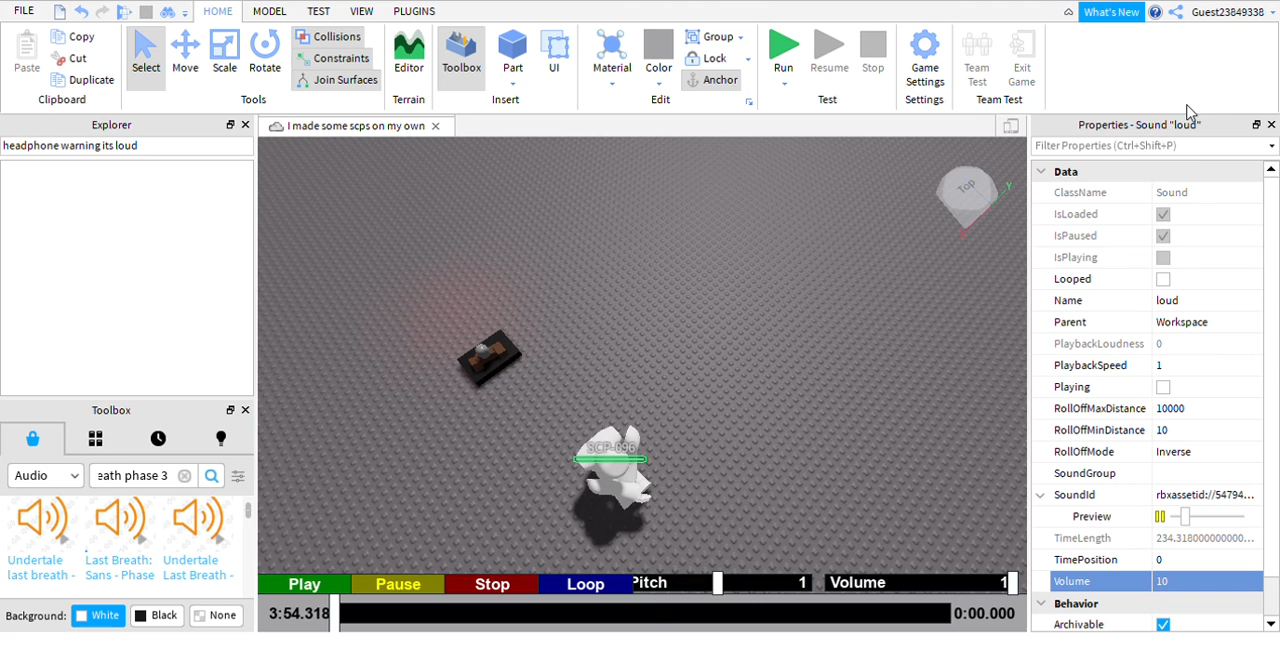 FILE HOME MODEL TEST VIEW PLUGINS What's New Guest23849338
Paste Copy Cut Duplicate Clipboard
Select Move Scale Rotate Collisions Constraints Join Surfaces Tools
Editor Terrain
Toolbox Part UI Insert
Material Color Group Lock Anchor Edit
Run Resume Stop Test
Game Settings Settings
Team Test Exit Game Team Test
Explorer
headphone warning its loud
I made some scps on my own
Top
Y
SCP-096
Toolbox
Audio eath phase 3
Undertale last breath -
Last Breath: Sans - Phase
Undertale Last Breath -
Background: White Black None
Play Pause Stop Loop Pitch 1 Volume 1
3:54.318 0:00.000
Properties - Sound "loud"
Filter Properties (Ctrl+Shift+P)
Data
ClassName Sound
IsLoaded
IsPaused
IsPlaying
Looped
Name loud
Parent Workspace
PlaybackLoudness 0
PlaybackSpeed 1
Playing
RollOffMaxDistance 10000
RollOffMinDistance 10
RollOffMode Inverse
SoundGroup
SoundId rbxassetid://54794...
Preview
TimeLength 234.318000000000...
TimePosition 0
Volume 10
Behavior
Archivable